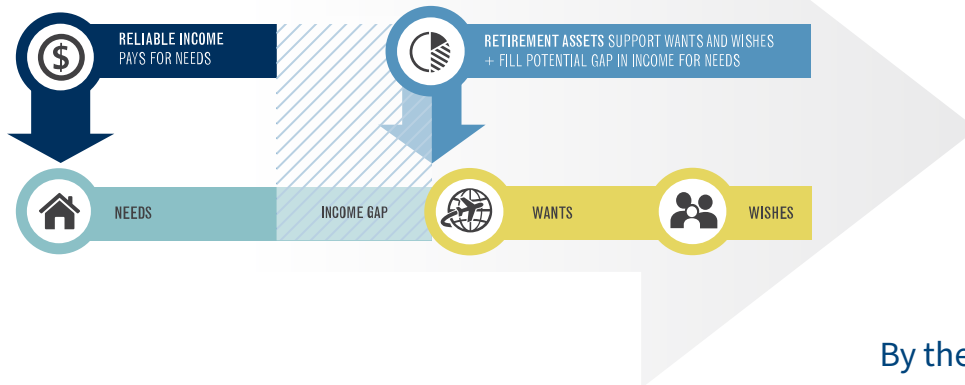 RELIABLE INCOME
PAYS FOR NEEDS
RETIREMENT ASSETS SUPPORT WANTS AND WISHES
+ FILL POTENTIAL GAP IN INCOME FOR NEEDS
NEEDS
INCOME GAP
WANTS
WISHES
By the